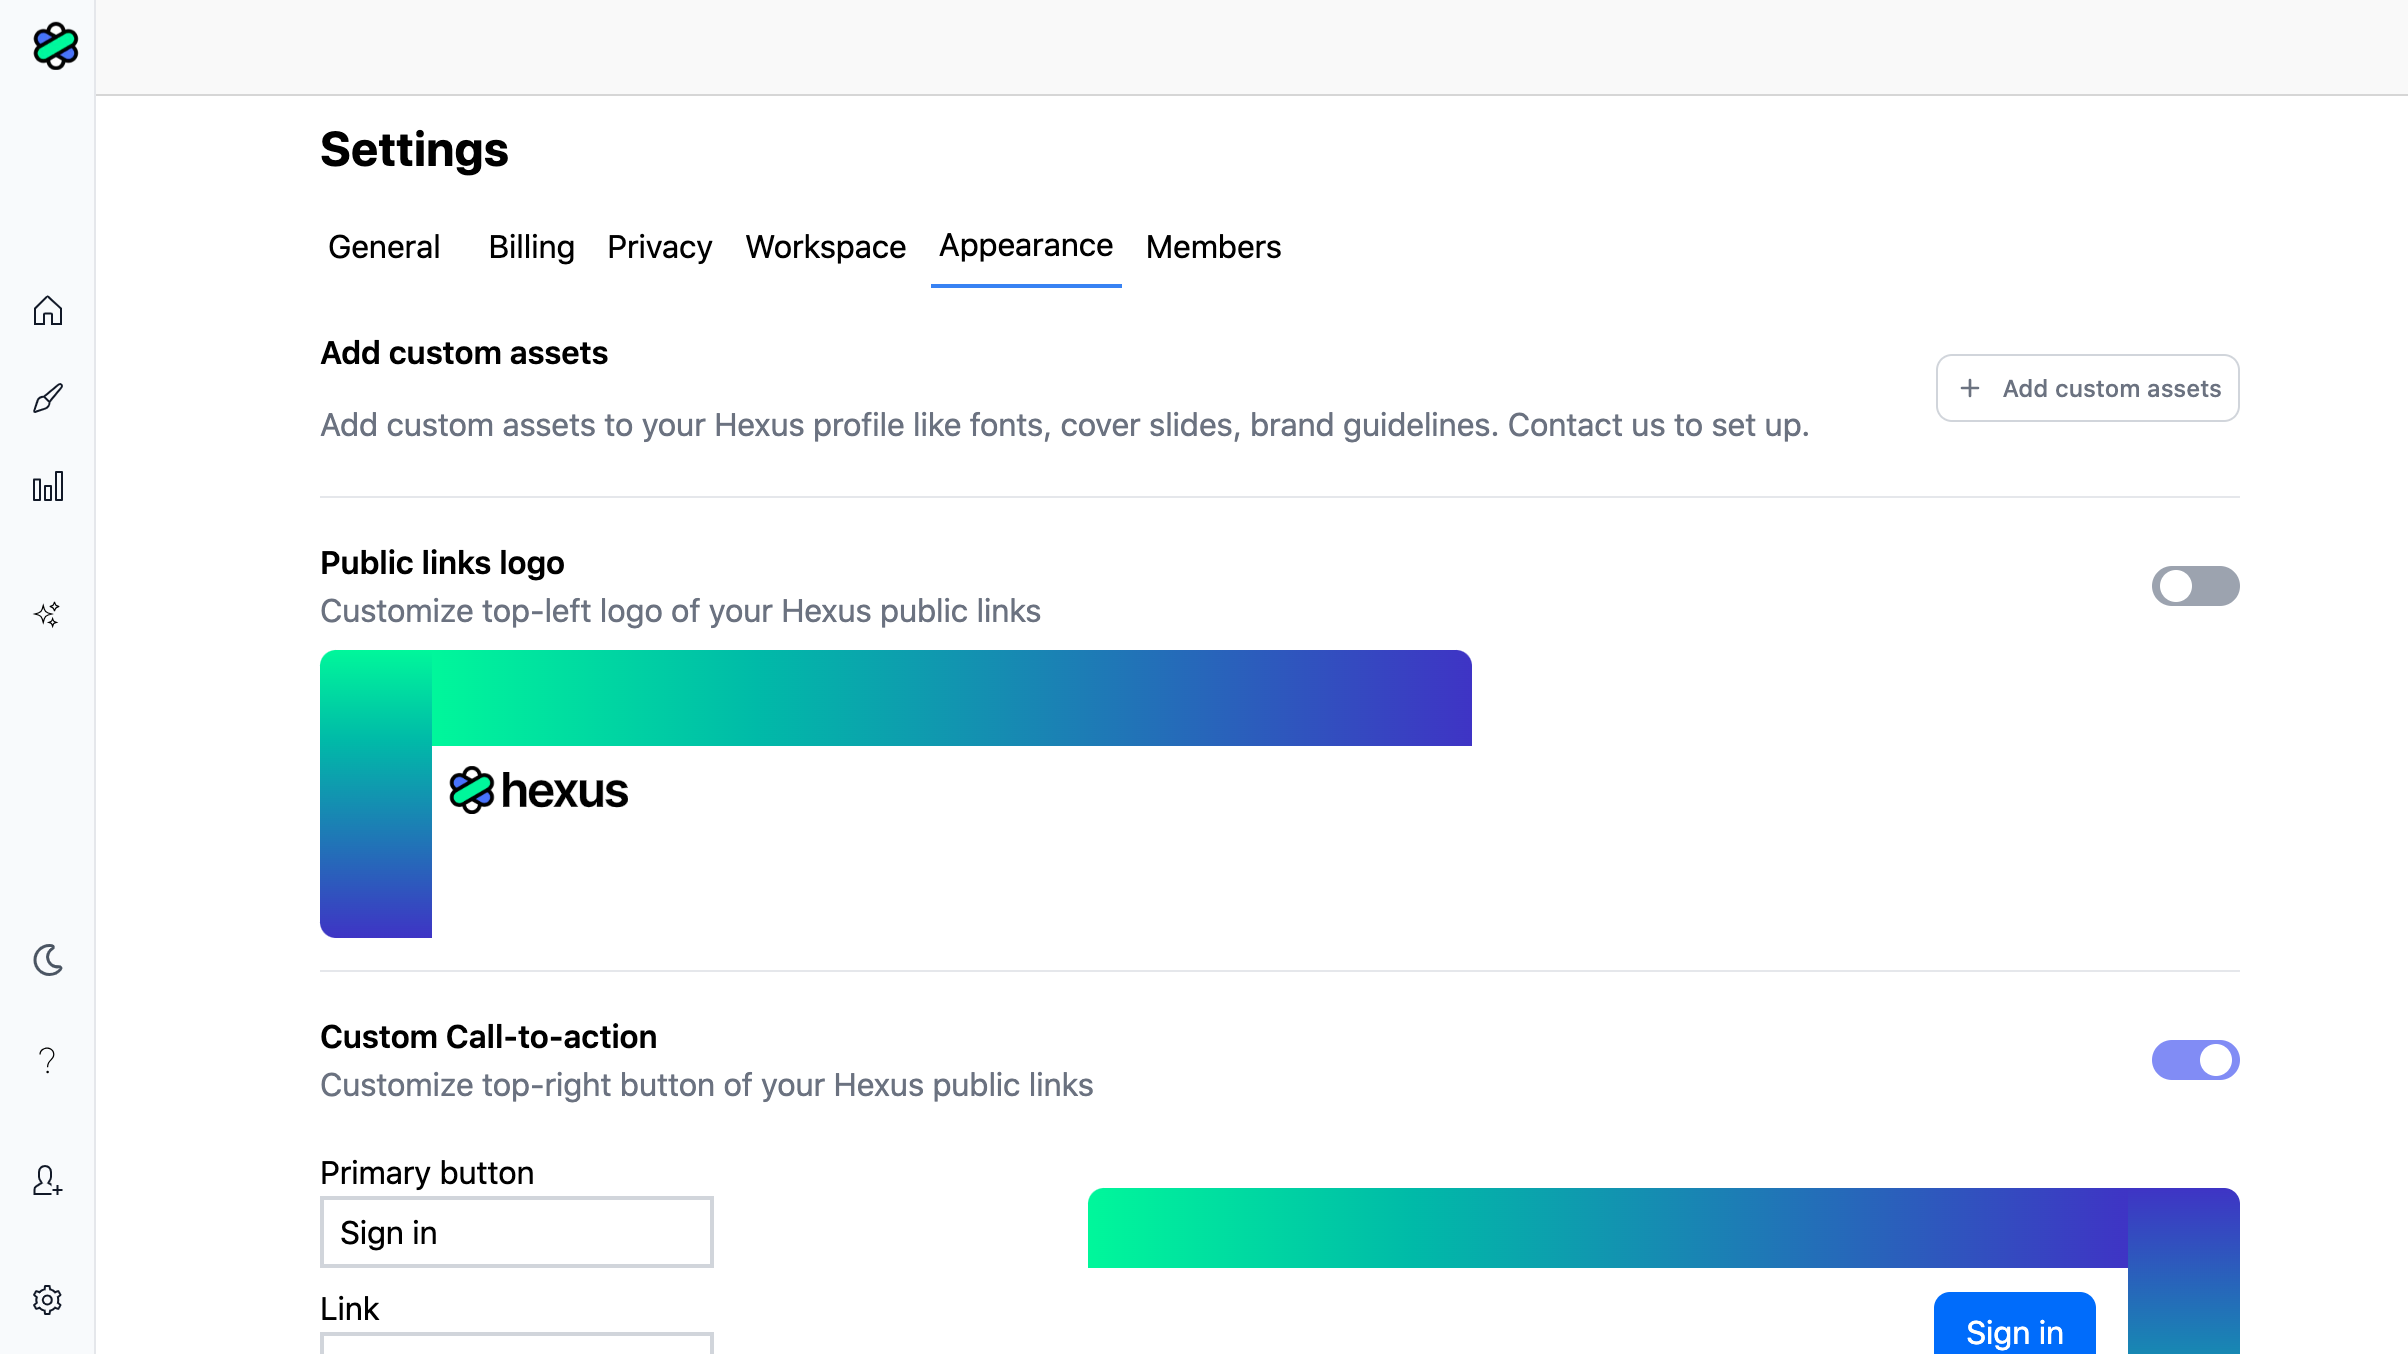 Settings
General Billing Privacy Workspace Appearance Members
Add custom assets
Add custom assets to your Hexus profile like fonts, cover slides, brand guidelines. Contact us to set up.
+ Add custom assets
Public links logo
Customize top-left logo of your Hexus public links
hexus
Custom Call-to-action
Customize top-right button of your Hexus public links
Primary button
Sign in
Link
Sign in